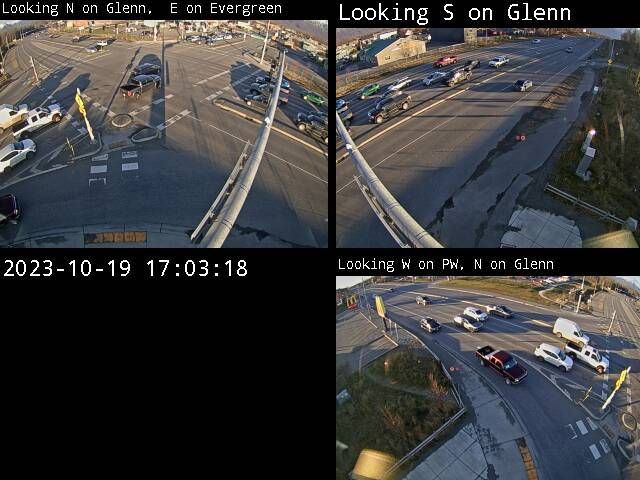 Looking N on Glenn,  E on Evergreen
Looking S on Glenn
2023-10-19 17:03:18
Looking W on PW, N on Glenn